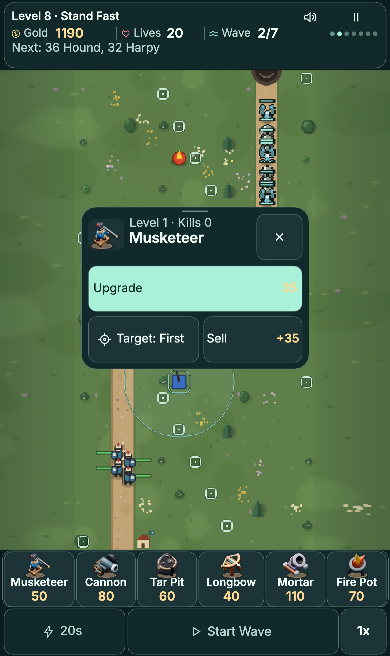 Level 8 · Stand Fast
Gold 1190 Lives 20 Wave 2/7
Next: 36 Hound, 32 Harpy
Level 1 · Kills 0
Musketeer
Upgrade
Target: First
Sell +35
Musketeer Cannon Tar Pit Longbow Mortar Fire Pot
50 80 60 40 110 70
20s Start Wave 1x